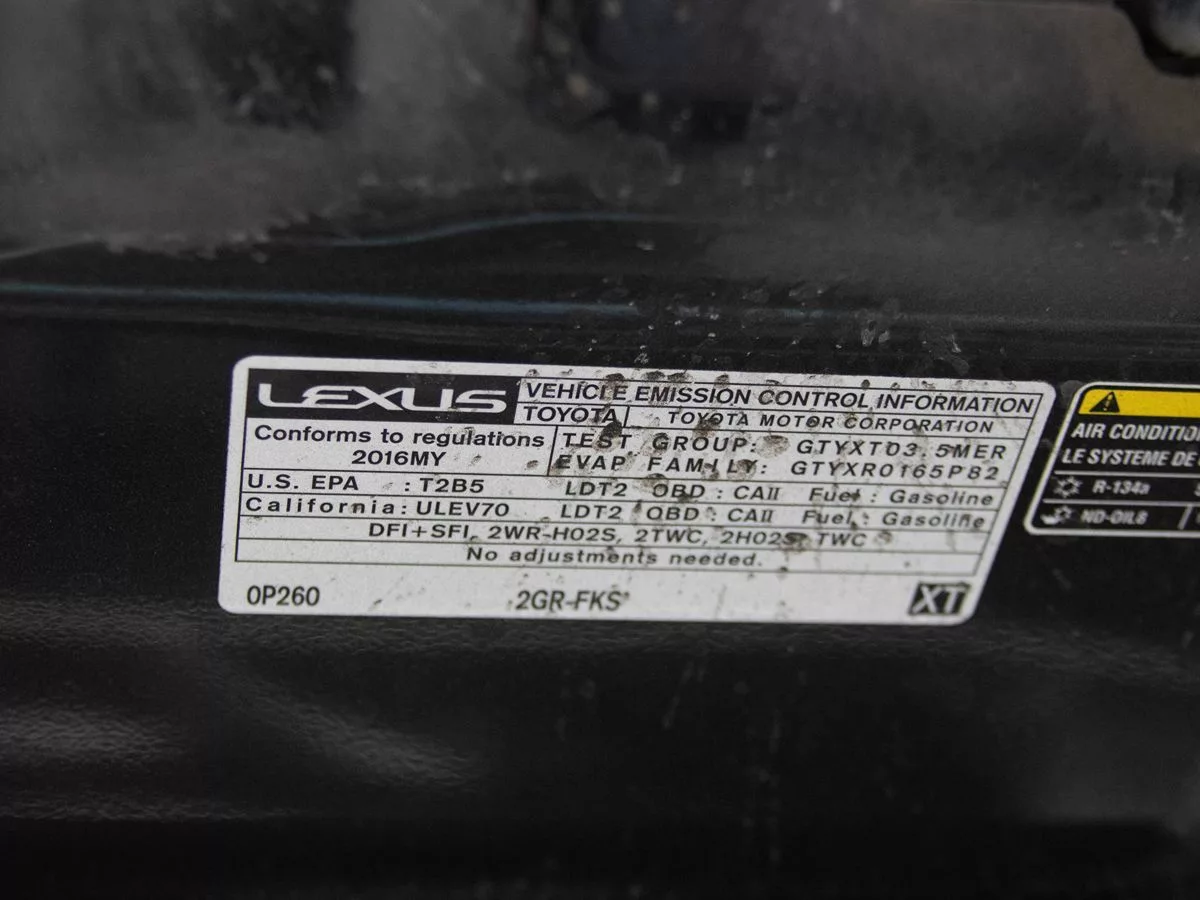 LEXUS
VEHICLE EMISSION CONTROL INFORMATION
TOYOTA TOYOTA MOTOR CORPORATION
Conforms to regulations
2016MY
TEST GROUP: GTYXT03.5MER
EVAP FAMILY: GTYXR0165P82
U.S. EPA : T2B5 LDT2 OBD : CAII Fuel : Gasoline
California : ULEV70 LDT2 OBD : CAII Fuel : Gasoline
DFI+SFI, 2WR-HO2S, 2TWC, 2HO2S, TWC
No adjustments needed.
0P260 2GR-FKS XT
AIR CONDITIO
LE SYSTEME DE
R-134a
ND-OIL8